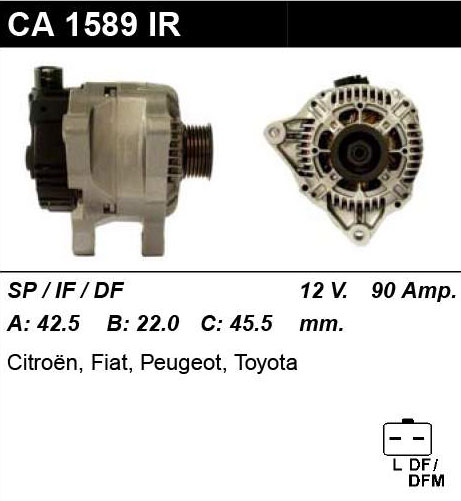 CA 1589 IR
SP / IF / DF 12 V. 90 Amp.
A: 42.5 B: 22.0 C: 45.5 mm.
Citroën, Fiat, Peugeot, Toyota
L DF/
DFM